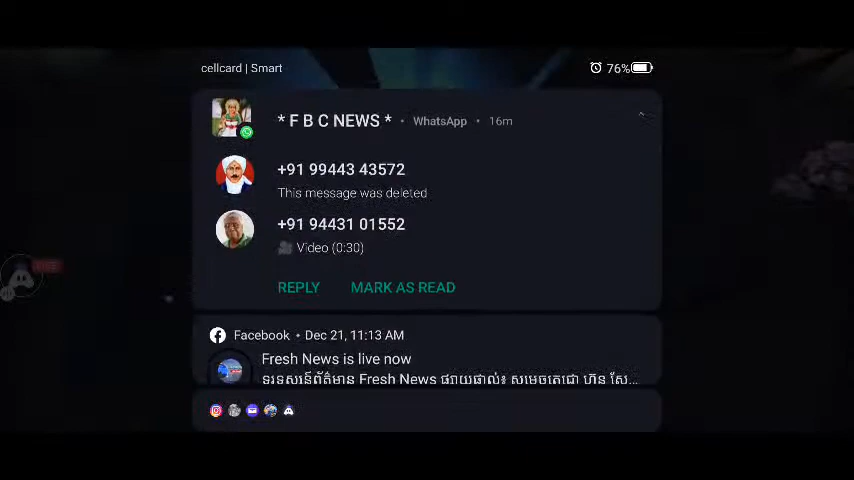 cellcard | Smart
76%
* F B C NEWS * • WhatsApp • 16m
+91 99443 43572
This message was deleted
+91 94431 01552
🎥 Video (0:30)
REPLY MARK AS READ
Facebook • Dec 21, 11:13 AM
Fresh News is live now
ទូរទស្សន៍ព័ត៌មាន Fresh News ផ្សាយផ្ទាល់៖ សម្តេចតេជោ ហ៊ុន សែ...